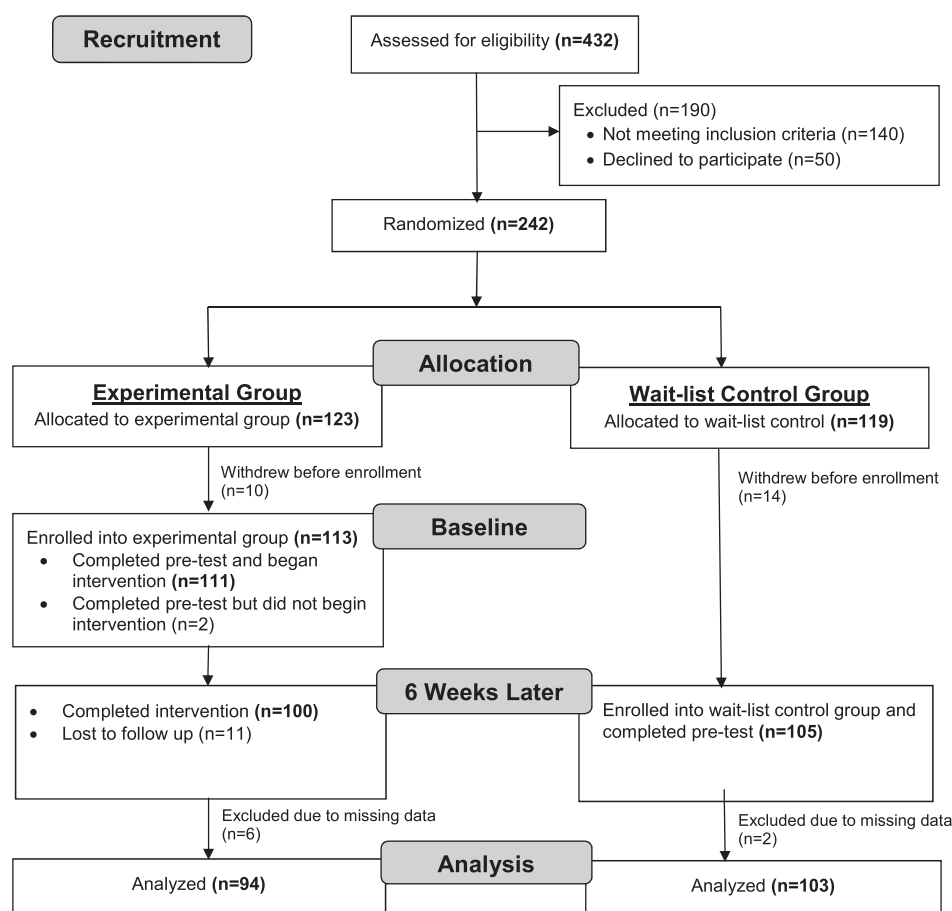 Recruitment
Assessed for eligibility (n=432)
Excluded (n=190)
• Not meeting inclusion criteria (n=140)
• Declined to participate (n=50)
Randomized (n=242)
Allocation
Experimental Group
Allocated to experimental group (n=123)
Wait-list Control Group
Allocated to wait-list control (n=119)
Withdrew before enrollment
(n=10)
Withdrew before enrollment
(n=14)
Baseline
Enrolled into experimental group (n=113)
• Completed pre-test and began
intervention (n=111)
• Completed pre-test but did not begin
intervention (n=2)
6 Weeks Later
• Completed intervention (n=100)
• Lost to follow up (n=11)
Enrolled into wait-list control group and
completed pre-test (n=105)
Excluded due to missing data
(n=6)
Excluded due to missing data
(n=2)
Analysis
Analyzed (n=94)
Analyzed (n=103)